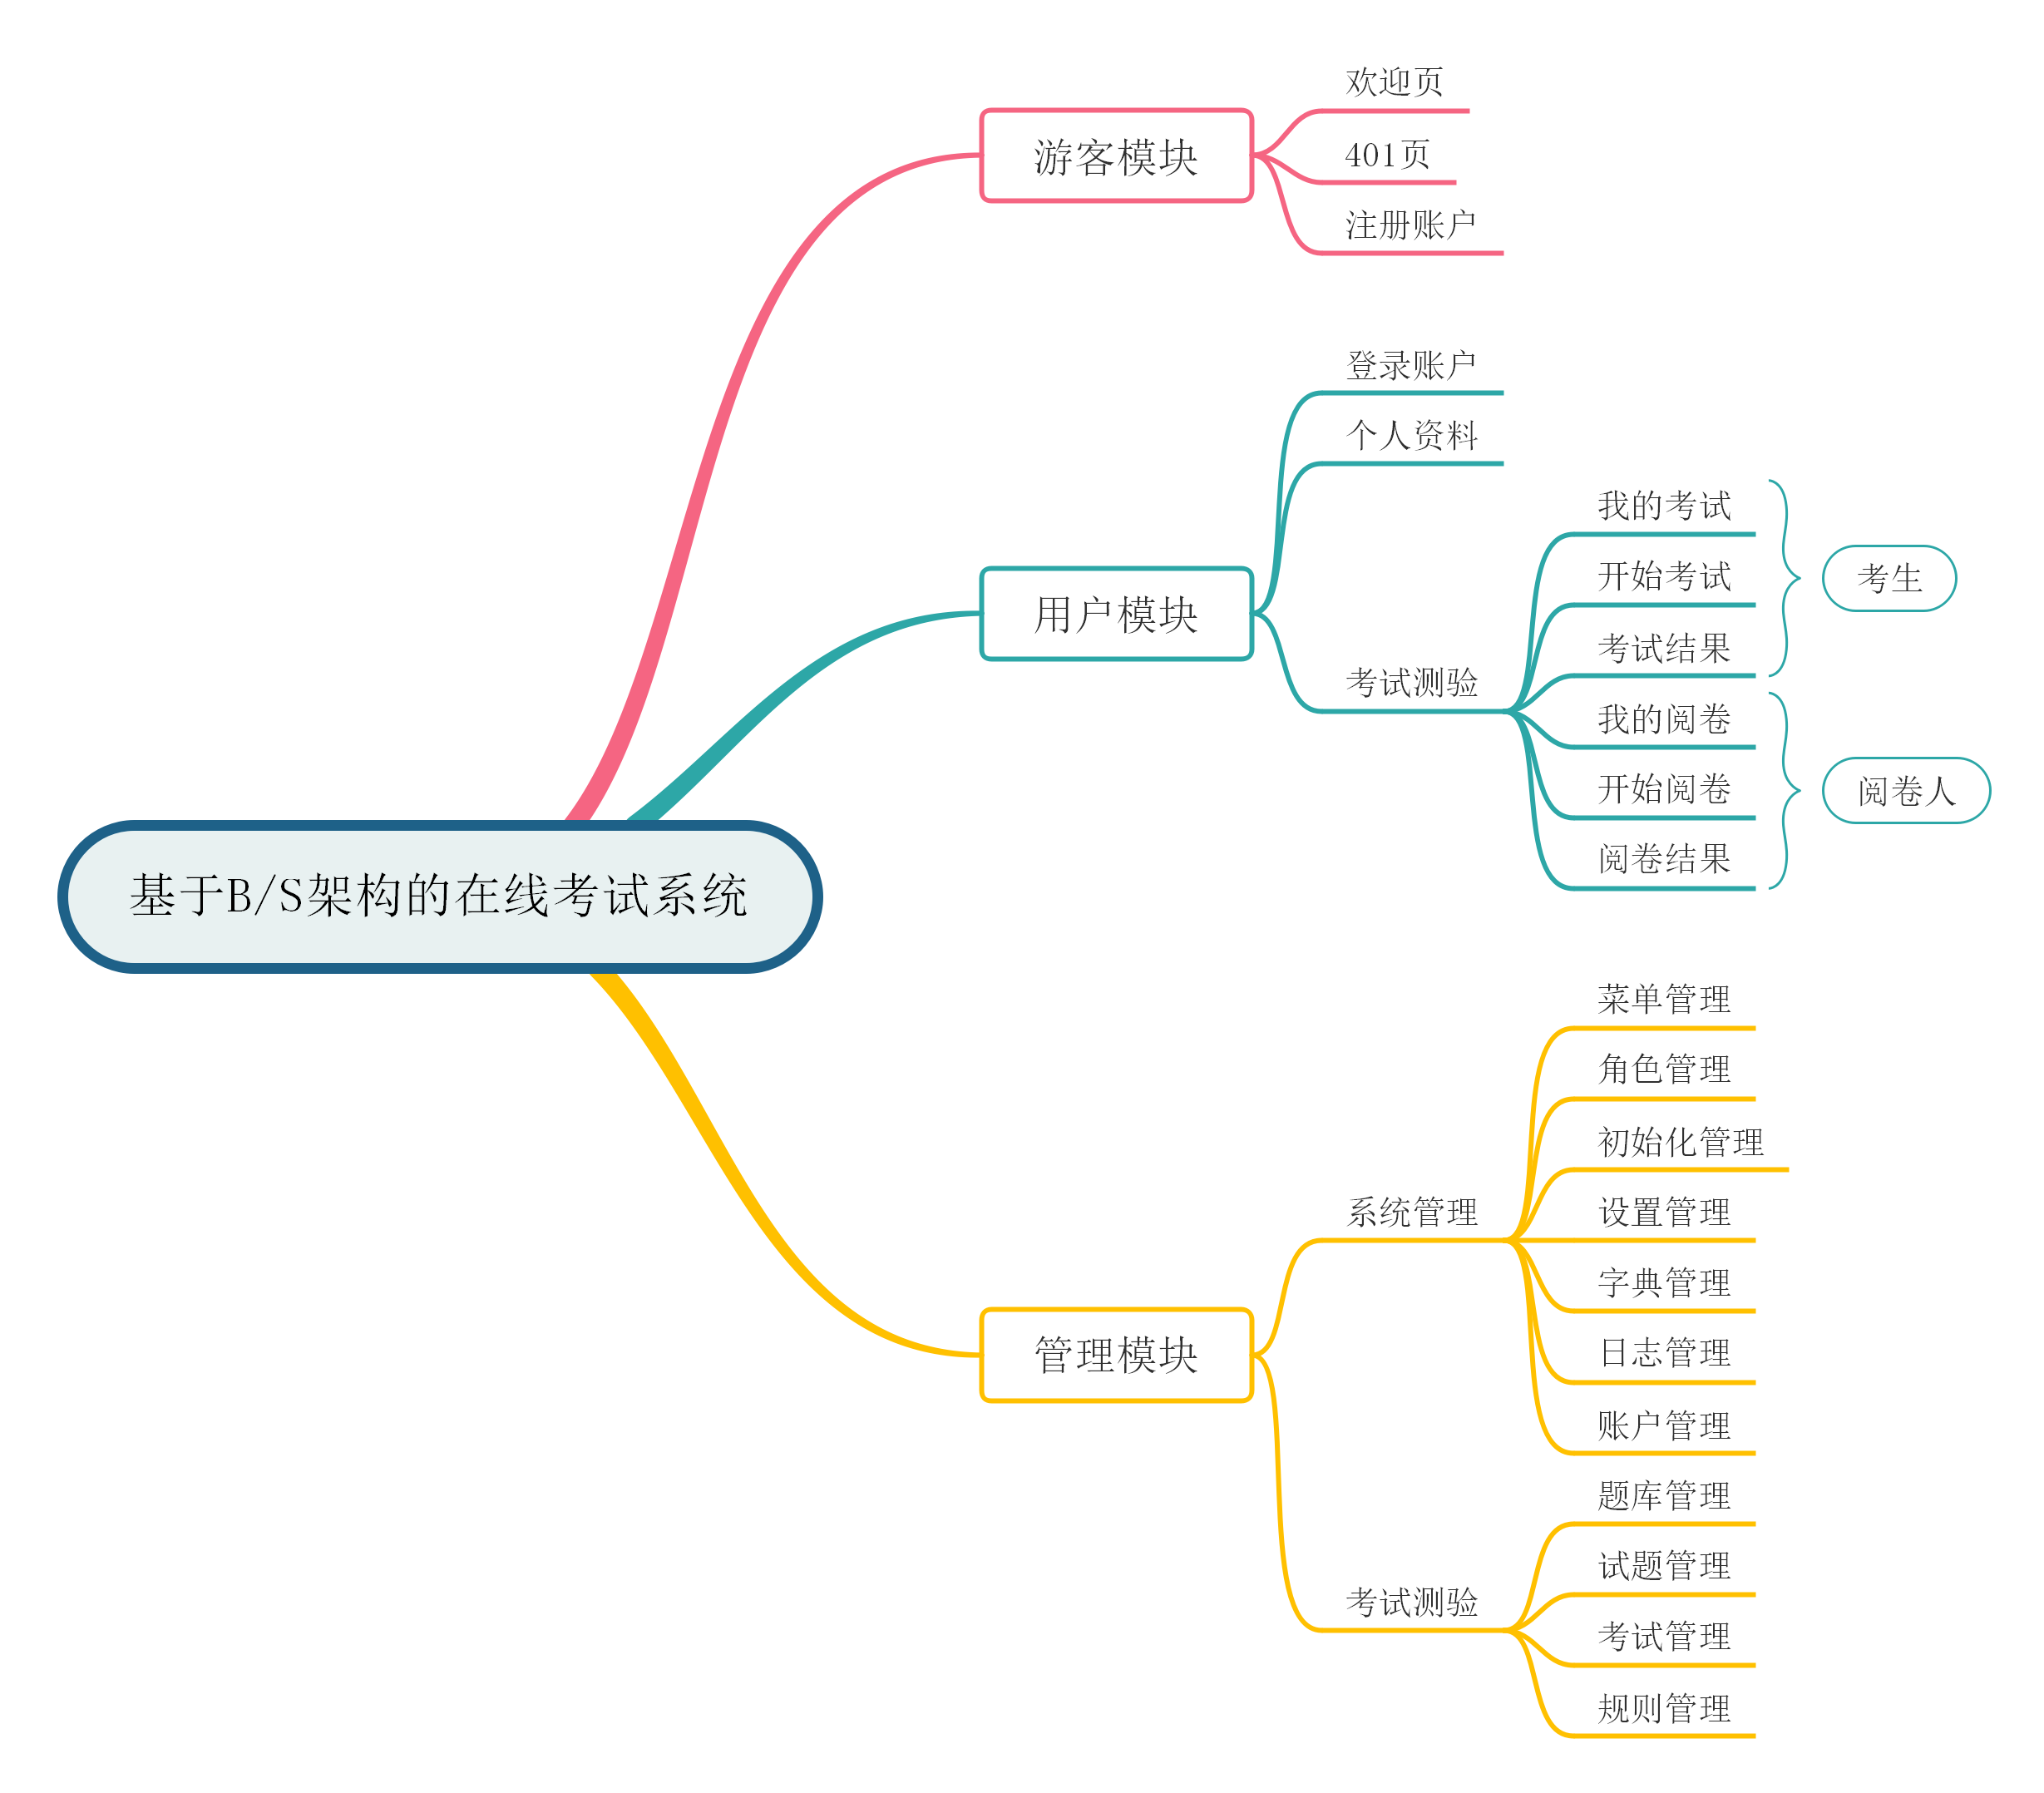 基于B/S架构的在线考试系统
游客模块
欢迎页
401页
注册账户
用户模块
登录账户
个人资料
考试测验
我的考试
开始考试
考试结果
考生
我的阅卷
开始阅卷
阅卷结果
阅卷人
管理模块
系统管理
菜单管理
角色管理
初始化管理
设置管理
字典管理
日志管理
账户管理
考试测验
题库管理
试题管理
考试管理
规则管理